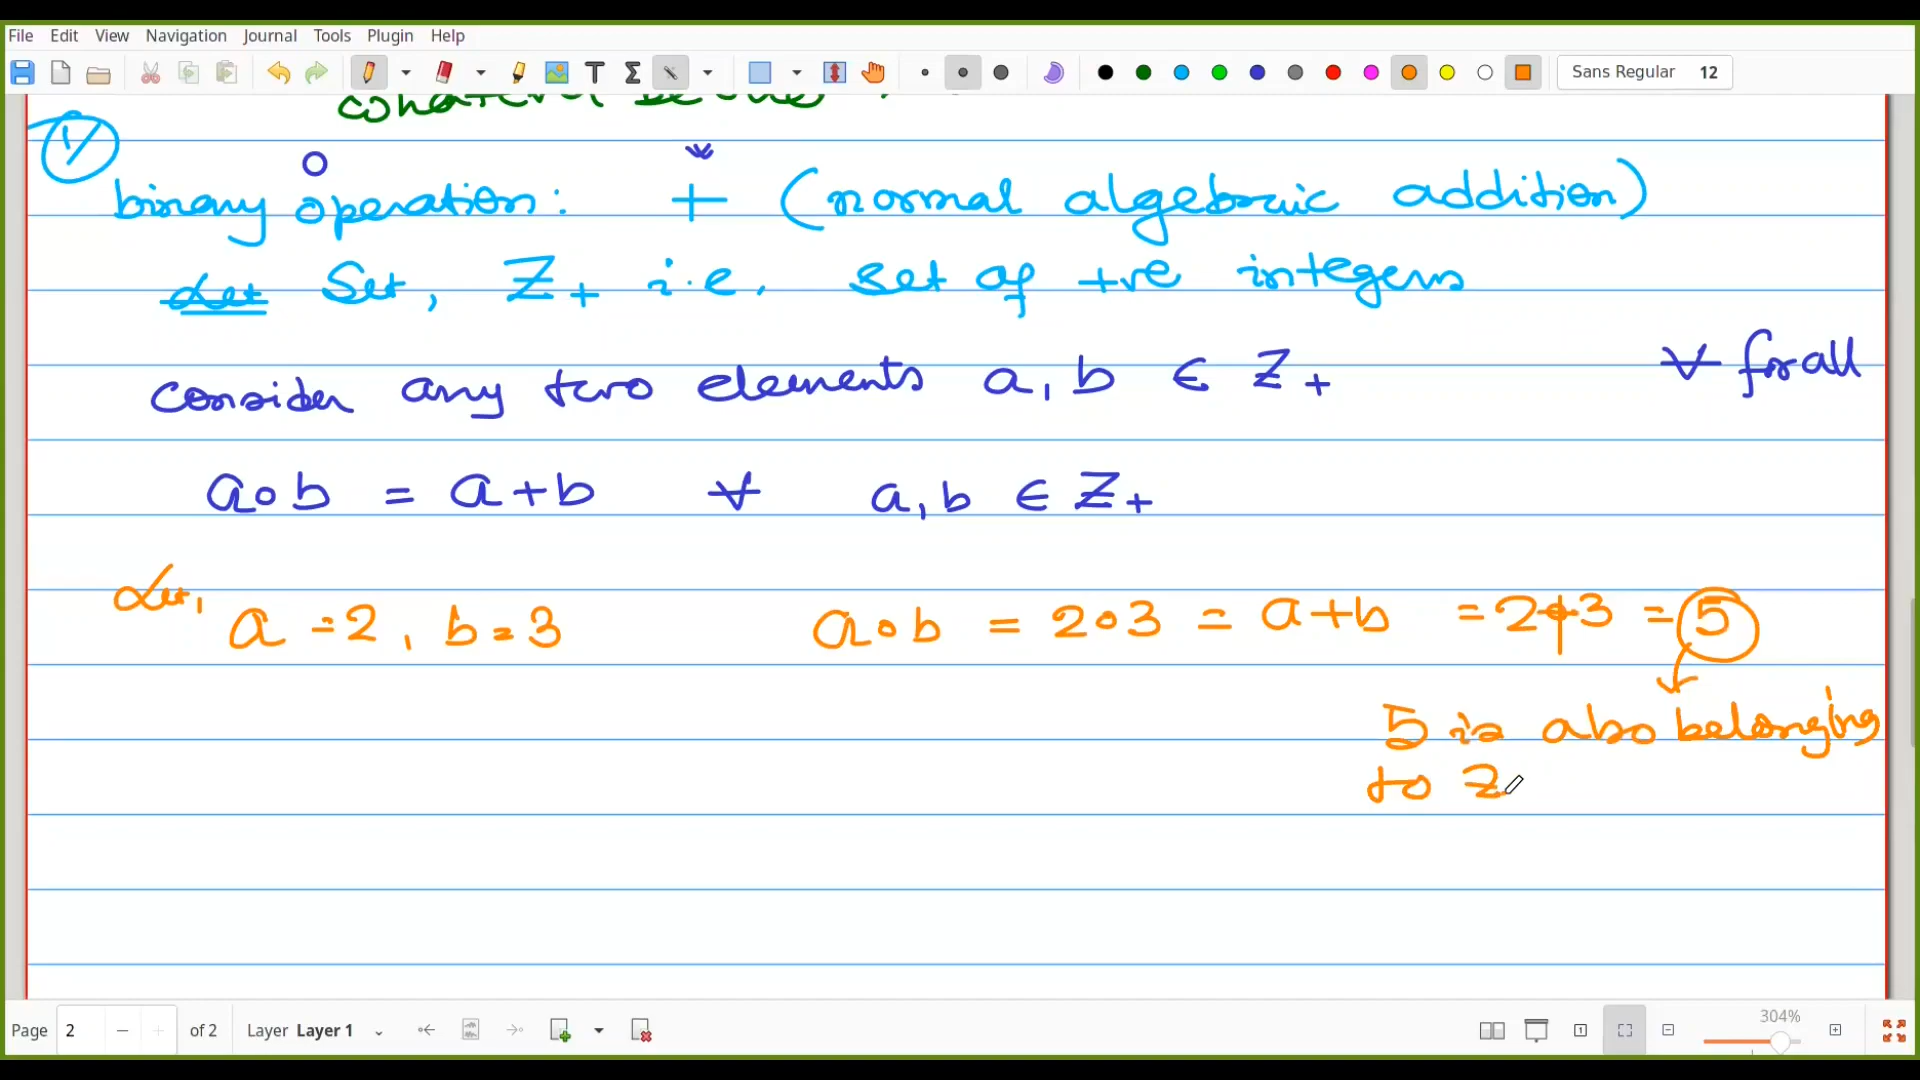 File Edit View Navigation Journal Tools Plugin Help
Sans Regular 12
1
binary operation: + (normal algebraic addition)
Let Set, Z+ i.e. set of +ve integers
consider any two elements a, b ∈ Z+ ∀ for all
a∘b = a+b ∀ a, b ∈ Z+
Let, a = 2, b = 3 a∘b = 2∘3 = a+b = 2+3 = 5
5 is also belonging
to Z
Page 2 of 2 Layer Layer 1 304%